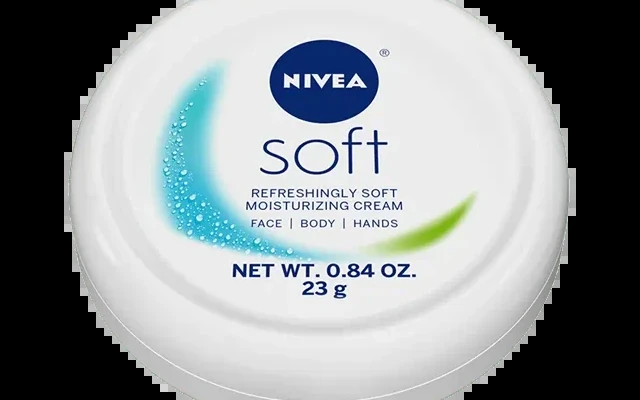 NIVEA ®
soft
REFRESHINGLY SOFT
MOISTURIZING CREAM
FACE | BODY | HANDS
NET WT. 0.84 OZ.
23 g